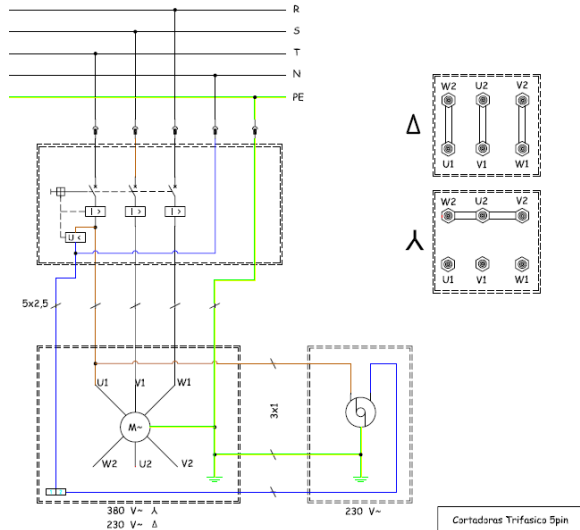 R
S
T
N
PE
I > I > I >
U <
5x2,5
U1 V1 W1
M~
W2 U2 V2
3x1
380 V~ ⅄
230 V~ Δ
230 V~
Δ
W2 U2 V2
U1 V1 W1
⅄
W2 U2 V2
U1 V1 W1
Cortadoras Trifasico 5pin